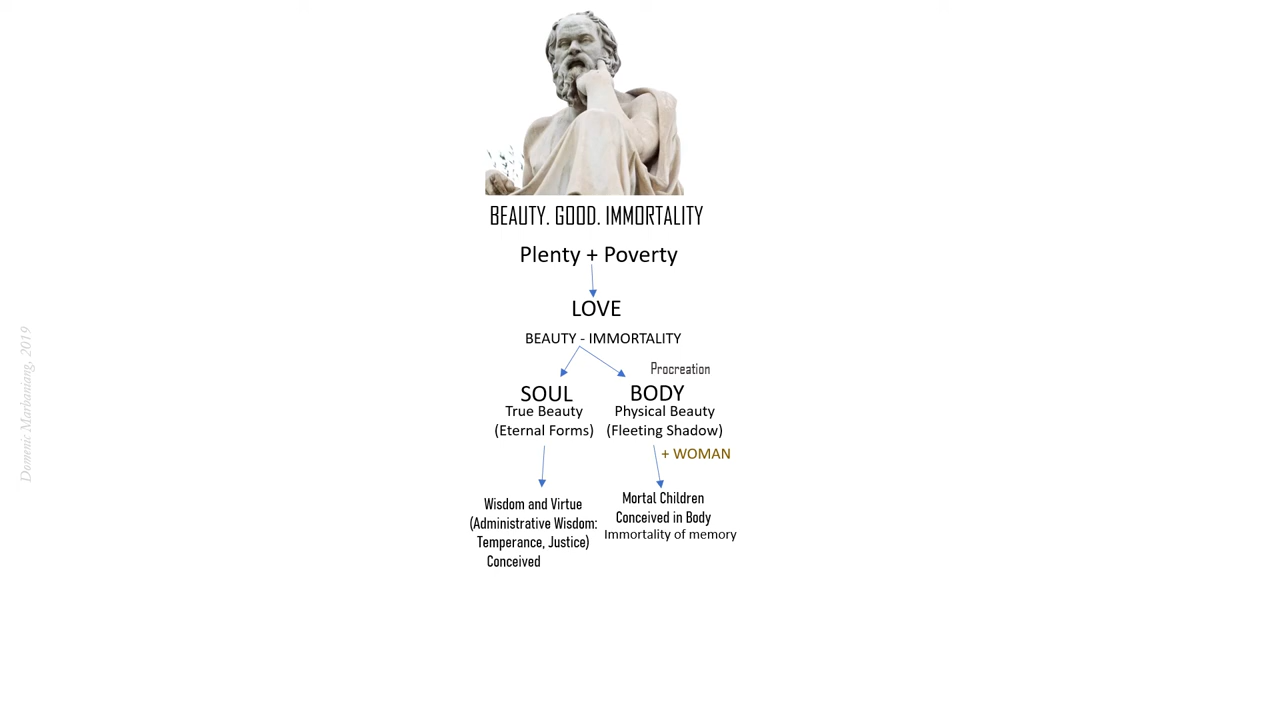 BEAUTY. GOOD. IMMORTALITY
Plenty + Poverty
LOVE
BEAUTY - IMMORTALITY
Procreation
SOUL
True Beauty
(Eternal Forms)
BODY
Physical Beauty
(Fleeting Shadow)
+ WOMAN
Wisdom and Virtue
(Administrative Wisdom:
Temperance, Justice)
Conceived
Mortal Children
Conceived in Body
Immortality of memory
Domenic Marbaniang, 2019